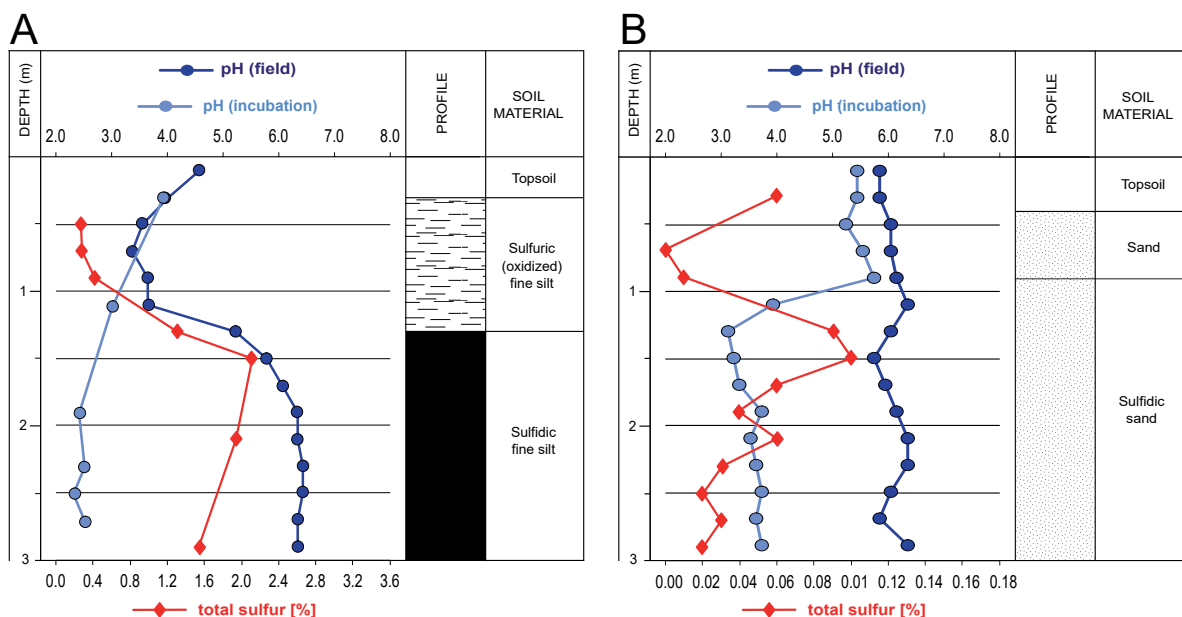 A
DEPTH (m)
pH (field)
pH (incubation)
2.0 3.0 4.0 5.0 6.0 7.0 8.0
PROFILE
SOIL
MATERIAL
Topsoil
Sulfuric
(oxidized)
fine silt
Sulfidic
fine silt
1
2
3
0.0 0.4 0.8 1.2 1.6 2.0 2.6 2.8 3.2 3.6
total sulfur [%]
B
DEPTH (m)
pH (field)
pH (incubation)
2.0 3.0 4.0 5.0 6.0 7.0 8.0
PROFILE
SOIL
MATERIAL
Topsoil
Sand
Sulfidic
sand
1
2
3
0.00 0.02 0.04 0.06 0.08 0.01 0.13 0.01 0.16 0.18
total sulfur [%]